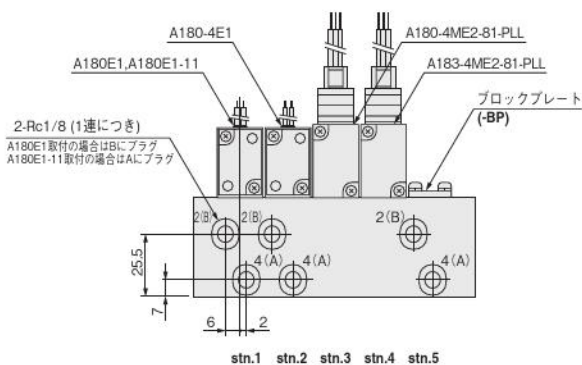 A180-4E1
A180-4ME2-81-PLL
A180E1,A180E1-11
A183-4ME2-81-PLL
ブロックプレート
(-BP)
2-Rc1/8 (1連につき)
A180E1取付の場合はBにプラグ
A180E1-11取付の場合はAにプラグ
2(B) 2(B) 2(B)
4(A) 4(A) 4(A)
25.5
7
6 2
stn.1 stn.2 stn.3 stn.4 stn.5